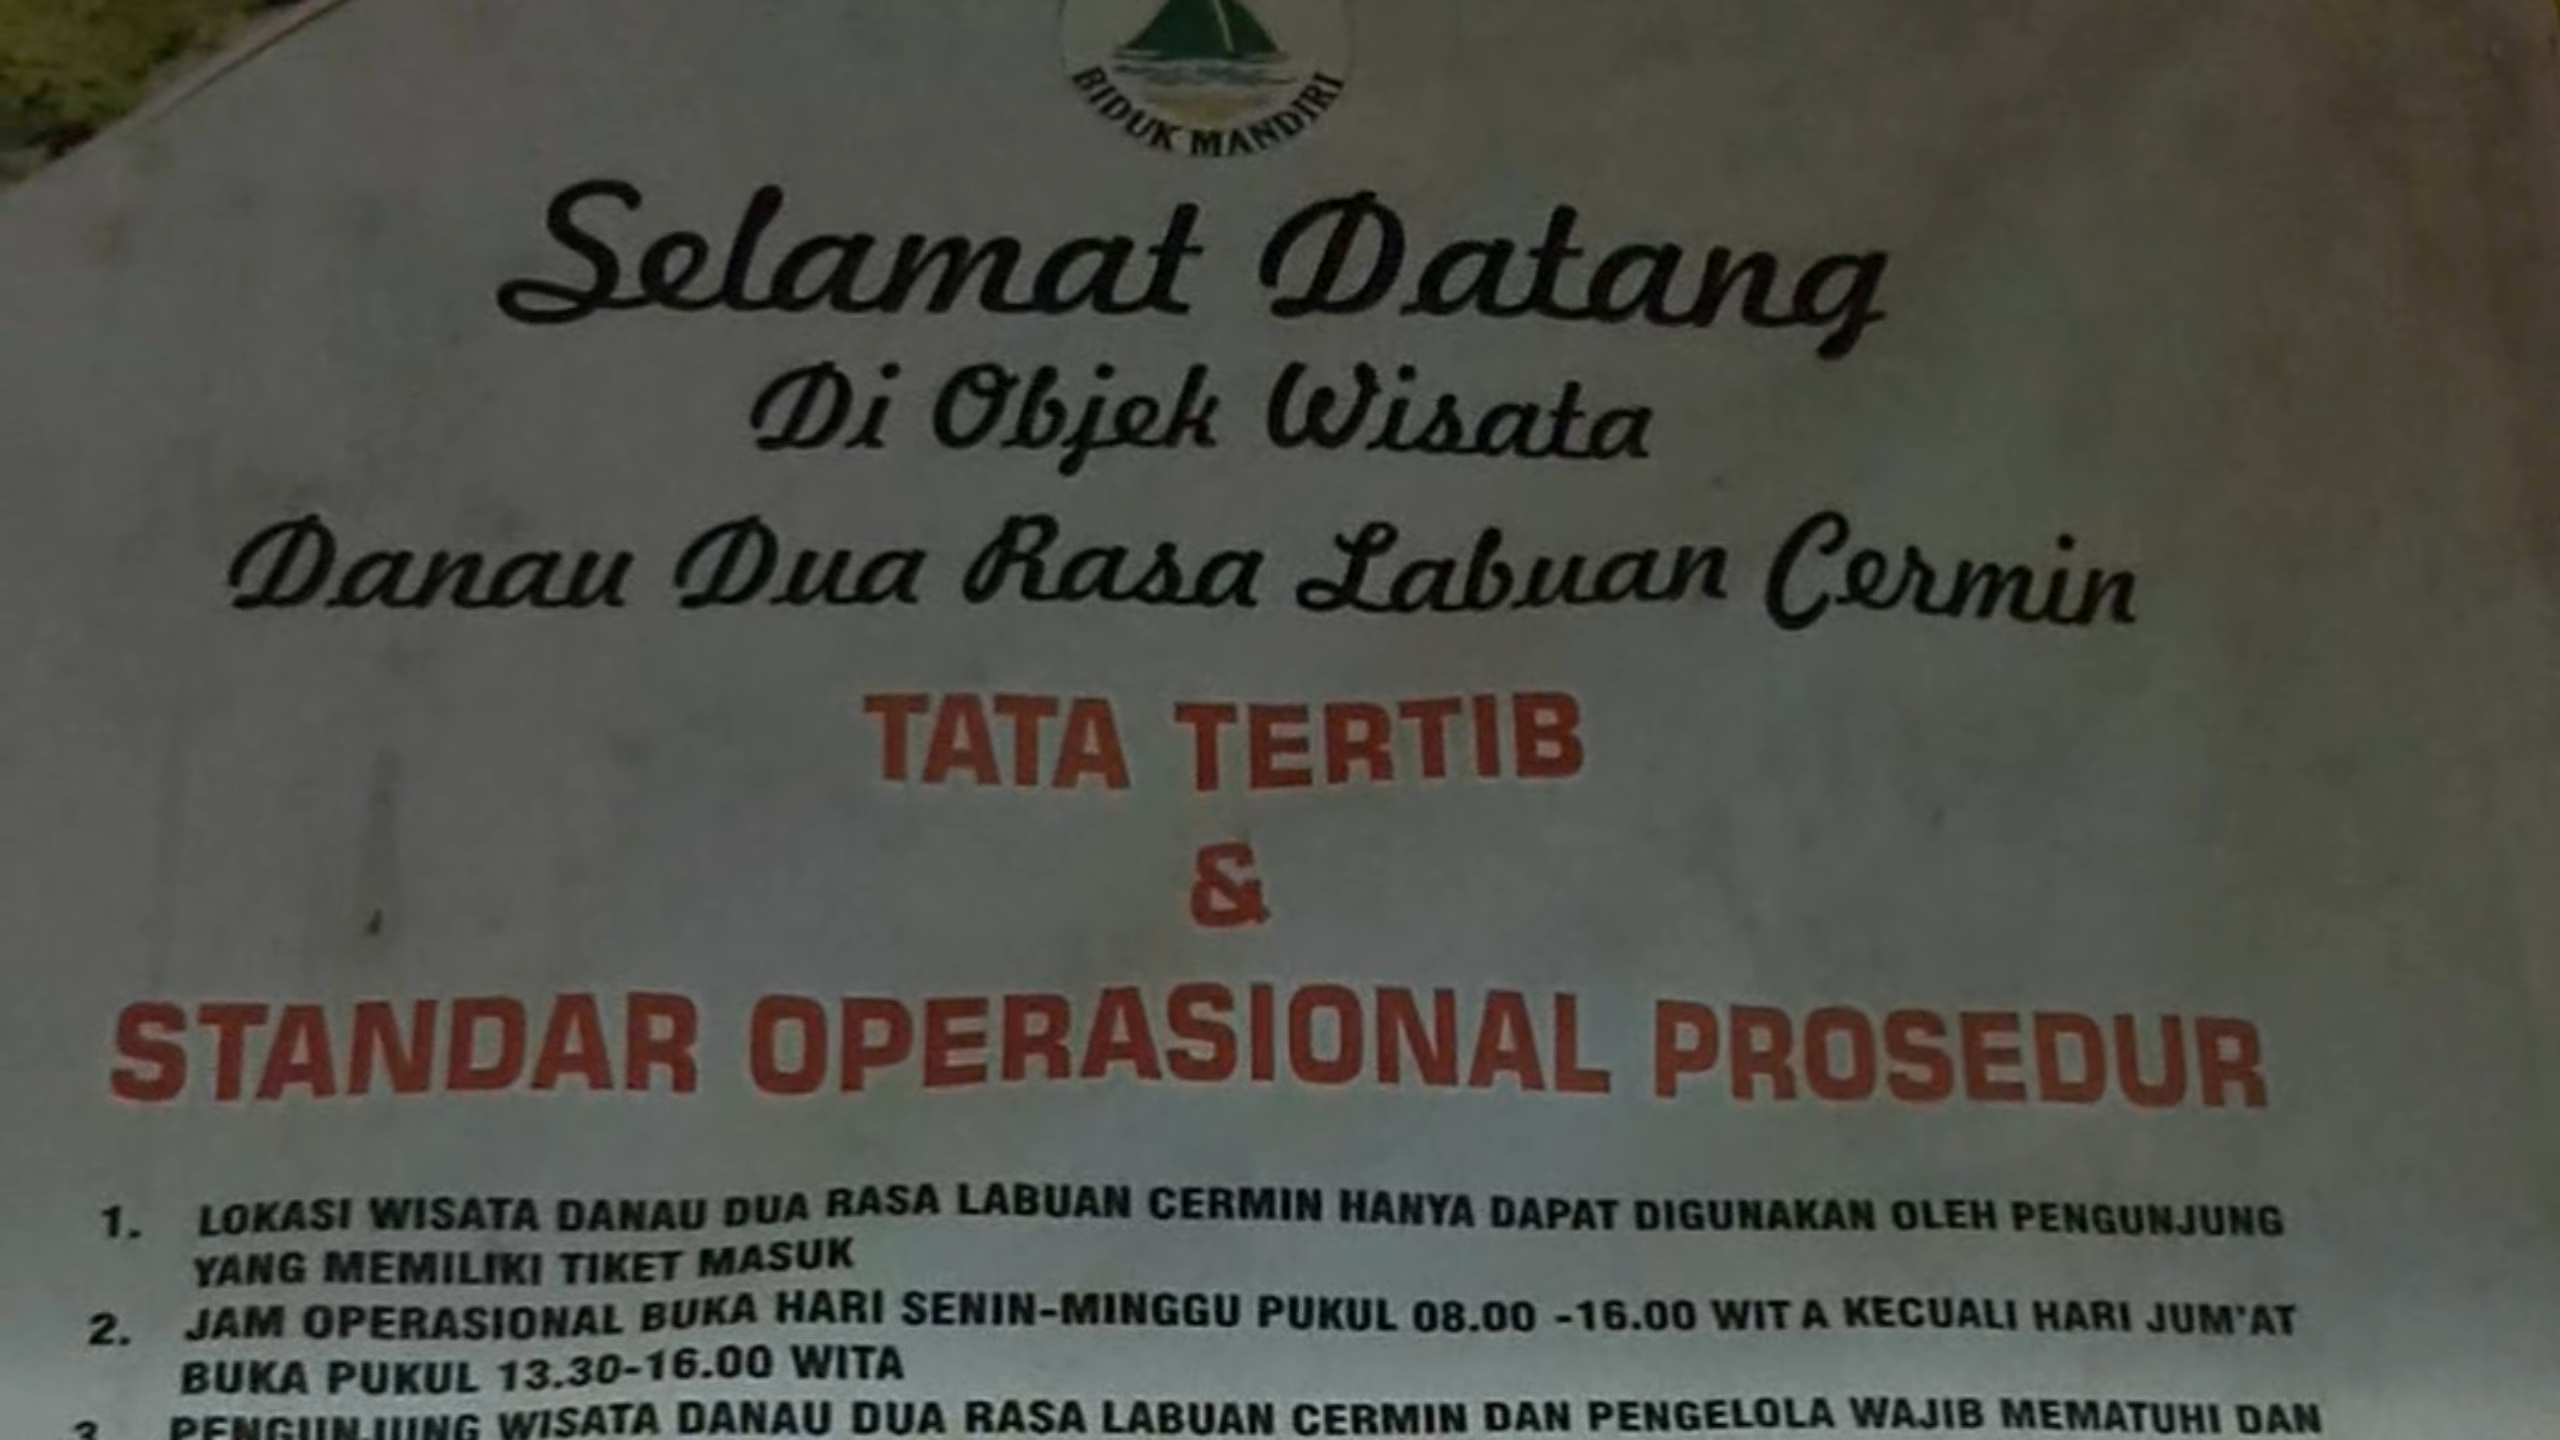 BIDUK MANDIRI
Selamat Datang
Di Objek Wisata
Danau Dua Rasa Labuan Cermin
TATA TERTIB
&
STANDAR OPERASIONAL PROSEDUR
1. LOKASI WISATA DANAU DUA RASA LABUAN CERMIN HANYA DAPAT DIGUNAKAN OLEH PENGUNJUNG
YANG MEMILIKI TIKET MASUK
2. JAM OPERASIONAL BUKA HARI SENIN-MINGGU PUKUL 08.00 -16.00 WIT A KECUALI HARI JUM'AT
BUKA PUKUL 13.30-16.00 WITA
3. PENGUNJUNG WISATA DANAU DUA RASA LABUAN CERMIN DAN PENGELOLA WAJIB MEMATUHI DAN